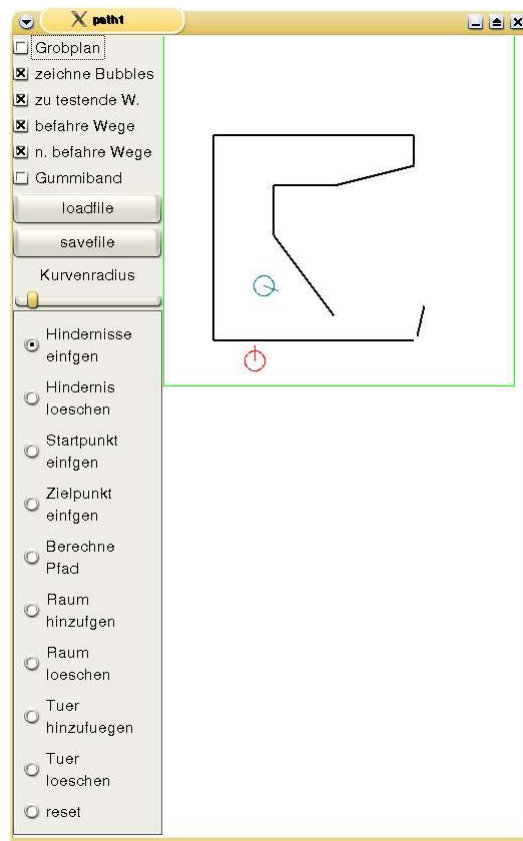 path1
Grobplan
zeichne Bubbles
zu testende W.
befahre Wege
n. befahre Wege
Gummiband
loadfile
savefile
Kurvenradius
Hindernisse
einfgen
Hindernis
loeschen
Startpunkt
einfgen
Zielpunkt
einfgen
Berechne
Pfad
Raum
hinzufgen
Raum
loeschen
Tuer
hinzufuegen
Tuer
loeschen
reset